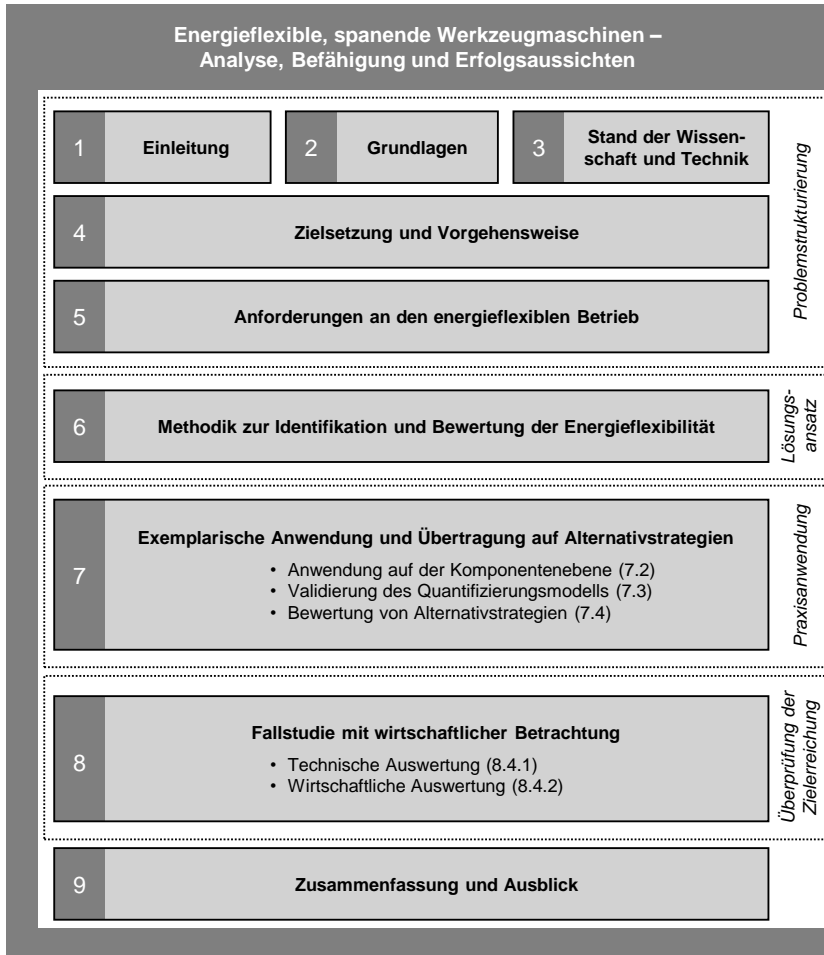 Energieflexible, spanende Werkzeugmaschinen –
Analyse, Befähigung und Erfolgsaussichten
1
Einleitung
2
Grundlagen
3
Stand der Wissen-
schaft und Technik
4
Zielsetzung und Vorgehensweise
5
Anforderungen an den energieflexiblen Betrieb
Problemstrukturierung
6
Methodik zur Identifikation und Bewertung der Energieflexibilität
Lösungs-
ansatz
7
Exemplarische Anwendung und Übertragung auf Alternativstrategien
• Anwendung auf der Komponentenebene (7.2)
• Validierung des Quantifizierungsmodells (7.3)
• Bewertung von Alternativstrategien (7.4)
Praxisanwendung
8
Fallstudie mit wirtschaftlicher Betrachtung
• Technische Auswertung (8.4.1)
• Wirtschaftliche Auswertung (8.4.2)
Überprüfung der
Zielerreichung
9
Zusammenfassung und Ausblick